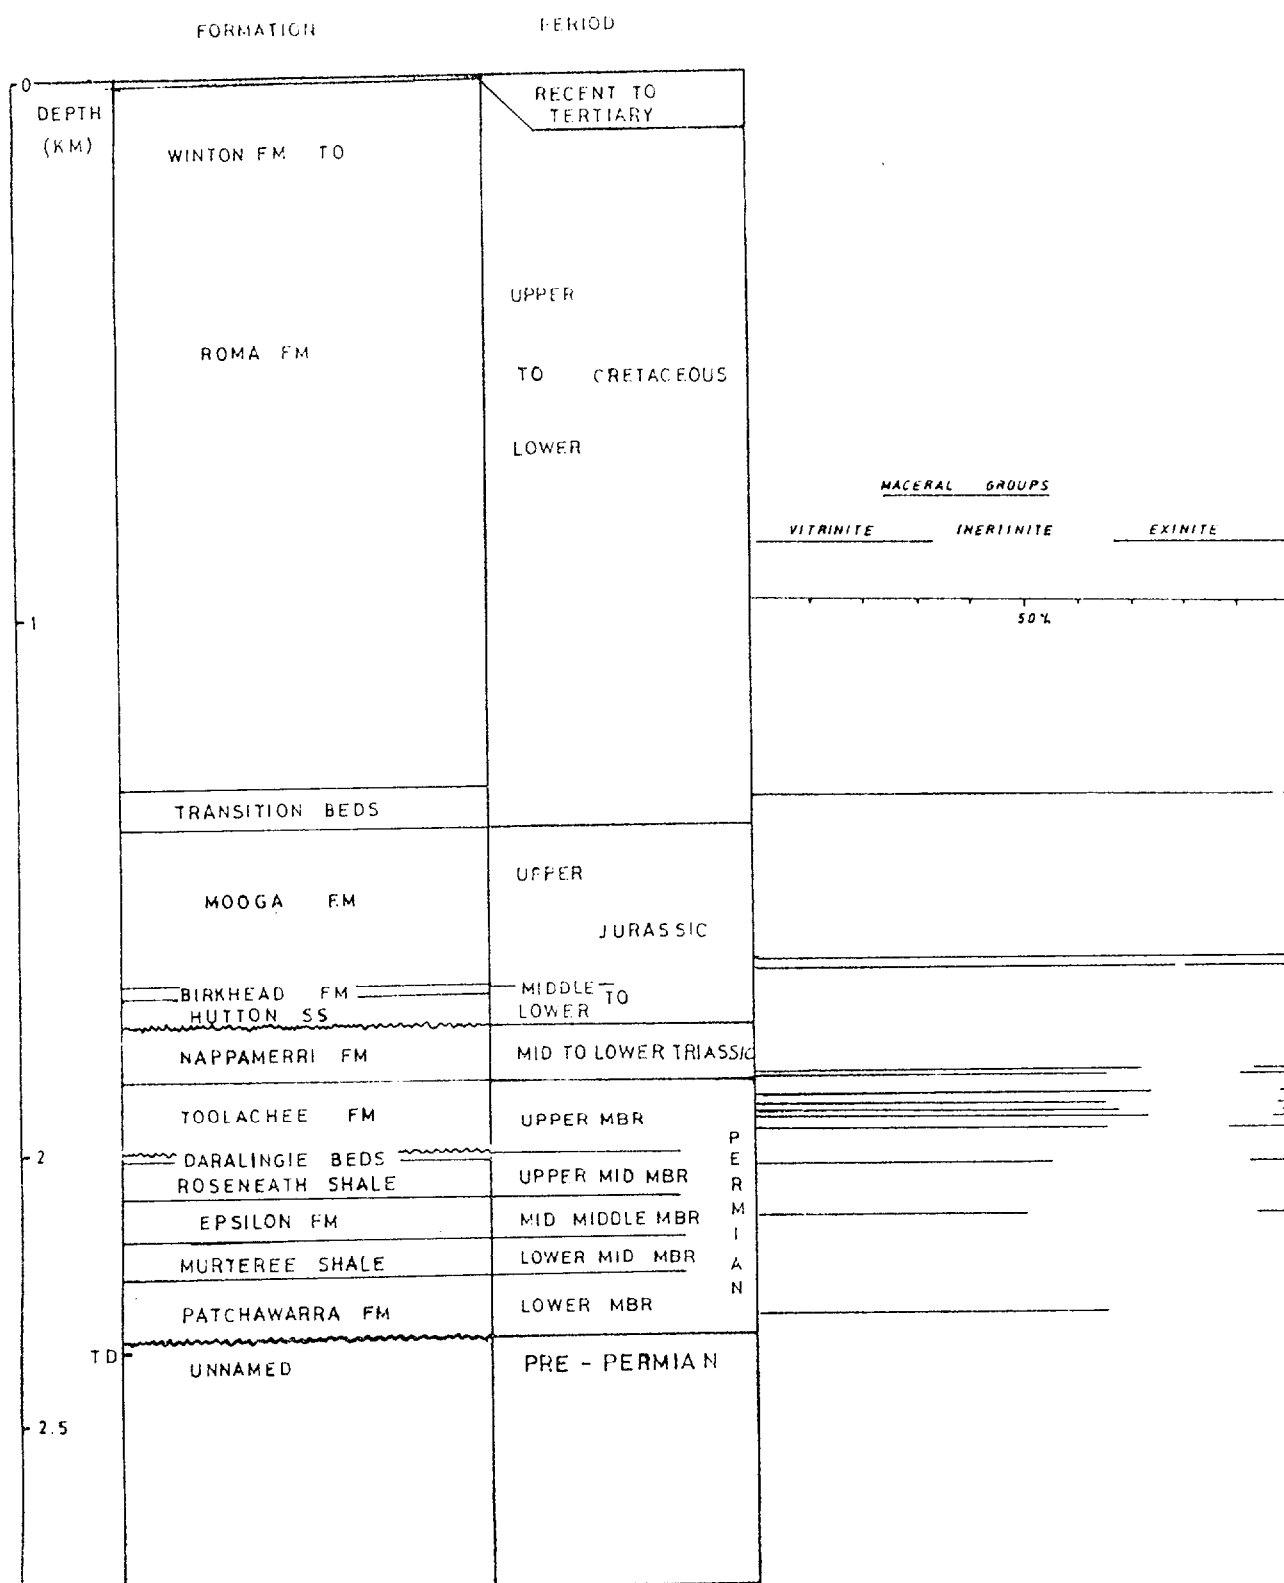 FORMATION PERIOD
0
DEPTH
(KM)
RECENT TO
TERTIARY
WINTON FM TO
UPPER
ROMA FM
TO CRETACEOUS
LOWER
MACERAL GROUPS
VITRINITE INERTINITE EXINITE
50%
1
TRANSITION BEDS
UPPER
MOOGA FM
JURASSIC
BIRKHEAD FM
MIDDLE TO
HUTTON SS
LOWER
NAPPAMERRI FM
MID TO LOWER TRIASSIC
TOOLACHEE FM
UPPER MBR
PERMIAN
2
DARALINGIE BEDS
ROSENEATH SHALE
UPPER MID MBR
EPSILON FM
MID MIDDLE MBR
MURTEREE SHALE
LOWER MID MBR
PATCHAWARRA FM
LOWER MBR
TD
UNNAMED
PRE - PERMIAN
2.5